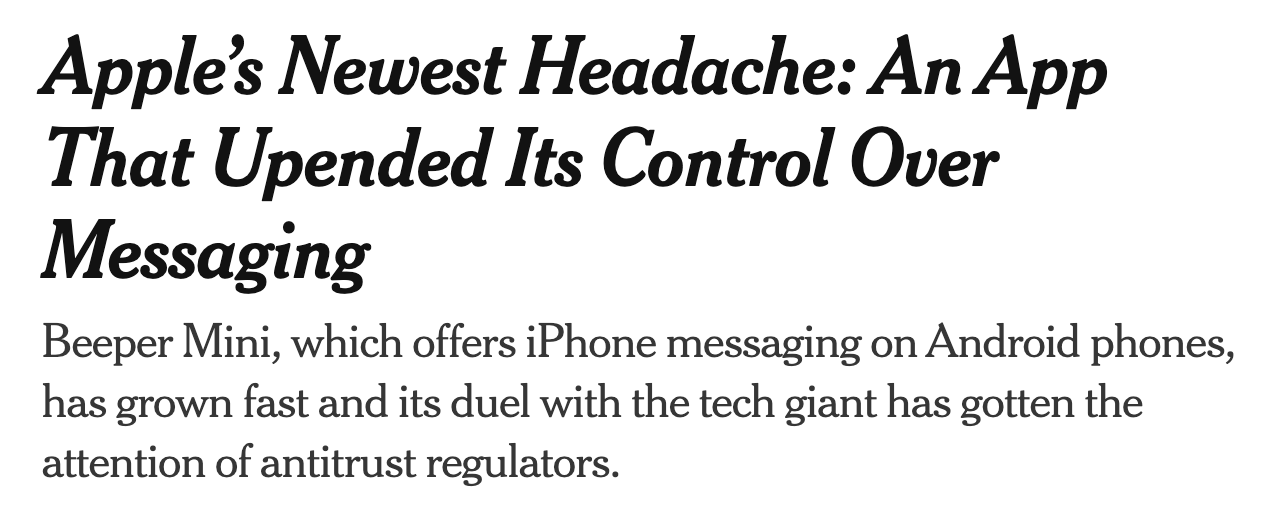 Apple’s Newest Headache: An App
That Upended Its Control Over
Messaging
Beeper Mini, which offers iPhone messaging on Android phones,
has grown fast and its duel with the tech giant has gotten the
attention of antitrust regulators.